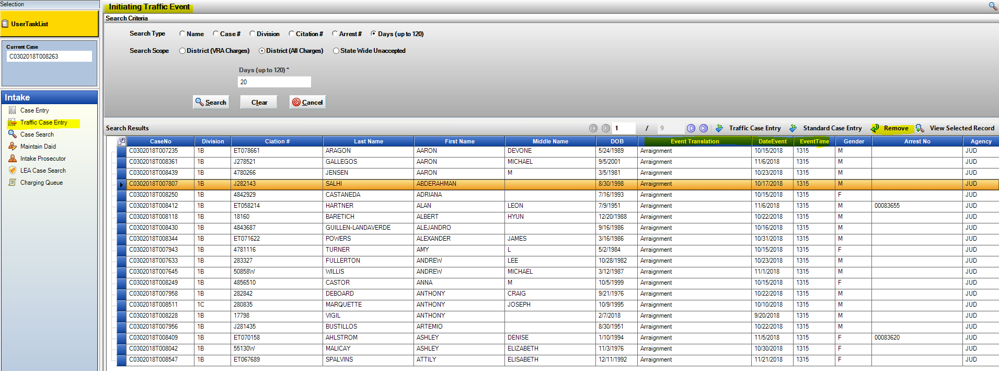 Selection
UserTaskList
Current Case
C0302018T008263
Intake
Case Entry
Traffic Case Entry
Case Search
Maintain Daid
Intake Prosecutor
LEA Case Search
Charging Queue
Initiating Traffic Event
Search Criteria
Search Type Name Case # Division Citation # Arrest # Days (up to 120)
Search Scope District (VRA Charges) District (All Charges) State Wide Unaccepted
Days (up to 120) *
20
Search Clear Cancel
Search Results 1 / 9 Traffic Case Entry Standard Case Entry Remove View Selected Record
CaseNo Division Ciation # Last Name First Name Middle Name DOB Event Translation DateEvent EventTime Gender Arrest No Agency
C0302018T007235 1B ET078661 ARAGON AARON DEVONE 5/24/1989 Arraignment 10/15/2018 1315 M JUD
C0302018T008361 1B J278521 GALLEGOS AARON MICHAEL 9/5/2001 Arraignment 11/6/2018 1315 M JUD
C0302018T008439 1B 4780266 JENSEN AARON M 3/5/1981 Arraignment 10/23/2018 1315 M JUD
C0302018T007807 1B J282143 SALHI ABDERAHMAN 8/30/1998 Arraignment 10/17/2018 1315 M JUD
C0302018T008250 1B 4842929 CASTANEDA ADRIANA 7/16/1993 Arraignment 10/15/2018 1315 F JUD
C0302018T008412 1B ET058214 HARTNER ALAN LEON 7/9/1951 Arraignment 11/6/2018 1315 M 00083655 JUD
C0302018T008118 1B 18160 BARETICH ALBERT HYUN 12/20/1988 Arraignment 10/22/2018 1315 M JUD
C0302018T008430 1B 4843687 GUILLEN-LANDAVERDE ALEJANDRO 9/16/1986 Arraignment 10/16/2018 1315 M JUD
C0302018T008344 1B ET071622 POWERS ALEXANDER JAMES 3/16/1986 Arraignment 10/31/2018 1315 M JUD
C0302018T007943 1B 4781116 TURNER AMY L 5/2/1984 Arraignment 10/15/2018 1315 F JUD
C0302018T007633 1B 283327 FULLERTON ANDREW LEE 10/28/1982 Arraignment 10/23/2018 1315 M JUD
C0302018T007645 1B 50858W WILLIS ANDREW MICHAEL 3/12/1987 Arraignment 11/1/2018 1315 M JUD
C0302018T008249 1B 4856510 CASTOR ANNA M 10/5/1999 Arraignment 10/15/2018 1315 F JUD
C0302018T007958 1B 282842 DEBOARD ANTHONY CRAIG 9/21/1976 Arraignment 10/22/2018 1315 M JUD
C0302018T008511 1C 280835 MARQUETTE ANTHONY JOSEPH 10/9/1995 Arraignment 10/10/2018 1315 M JUD
C0302018T008228 1B 17798 VIGIL ANTHONY 2/7/2018 Arraignment 9/20/2018 1315 M JUD
C0302018T007956 1B J281435 BUSTILLOS ARTEMIO 8/30/1951 Arraignment 10/22/2018 1315 M JUD
C0302018T008409 1B ET070158 AHLSTROM ASHLEY DENISE 1/10/1994 Arraignment 11/5/2018 1315 F 00083620 JUD
C0302018T008042 1B 55130W MALICAY ASHLEY ELIZABETH 11/3/1976 Arraignment 10/30/2018 1315 F JUD
C0302018T008547 1B ET067689 SPALVINS ATTILY ELISABETH 12/11/1992 Arraignment 11/21/2018 1315 F JUD